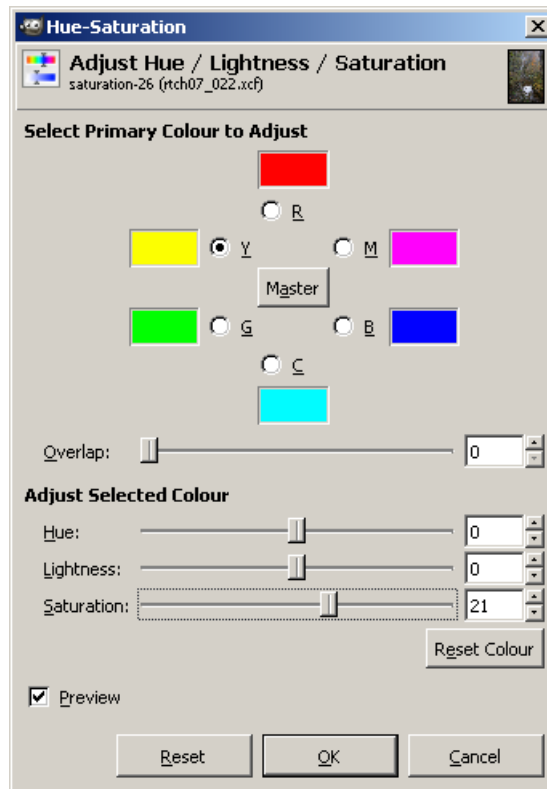 Hue-Saturation
Adjust Hue / Lightness / Saturation
saturation-26 (rtch07_022.xcf)
Select Primary Colour to Adjust
R
Y
M
Master
G
B
C
Overlap:
0
Adjust Selected Colour
Hue:
0
Lightness:
0
Saturation:
21
Reset Colour
Preview
Reset
OK
Cancel